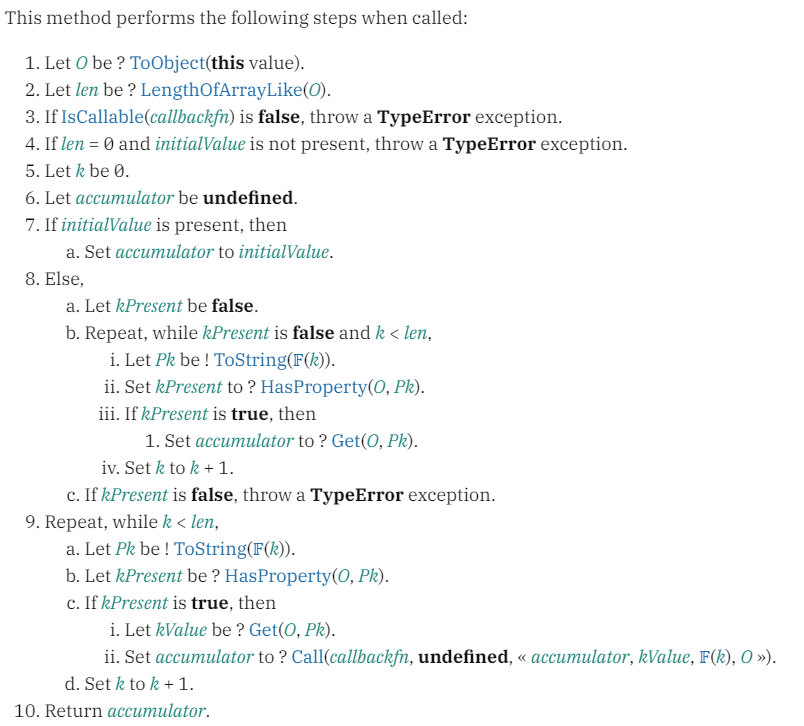 This method performs the following steps when called:
1. Let O be ? ToObject(this value).
2. Let len be ? LengthOfArrayLike(O).
3. If IsCallable(callbackfn) is false, throw a TypeError exception.
4. If len = 0 and initialValue is not present, throw a TypeError exception.
5. Let k be 0.
6. Let accumulator be undefined.
7. If initialValue is present, then
a. Set accumulator to initialValue.
8. Else,
a. Let kPresent be false.
b. Repeat, while kPresent is false and k < len,
i. Let Pk be ! ToString(𝔽(k)).
ii. Set kPresent to ? HasProperty(O, Pk).
iii. If kPresent is true, then
1. Set accumulator to ? Get(O, Pk).
iv. Set k to k + 1.
c. If kPresent is false, throw a TypeError exception.
9. Repeat, while k < len,
a. Let Pk be ! ToString(𝔽(k)).
b. Let kPresent be ? HasProperty(O, Pk).
c. If kPresent is true, then
i. Let kValue be ? Get(O, Pk).
ii. Set accumulator to ? Call(callbackfn, undefined, « accumulator, kValue, 𝔽(k), O »).
d. Set k to k + 1.
10. Return accumulator.